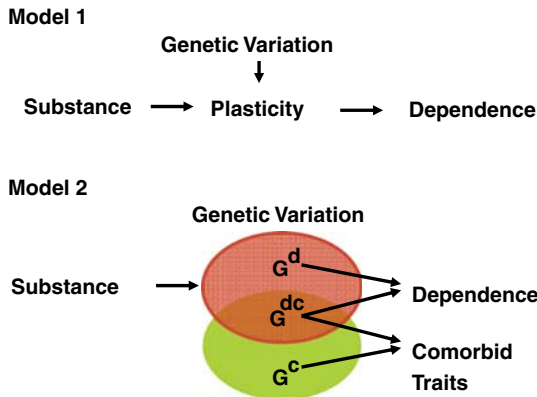 Model 1
Genetic Variation
Substance Plasticity Dependence
Model 2
Genetic Variation
Substance
G^d
Dependence
G^dc
Comorbid
Traits
G^c